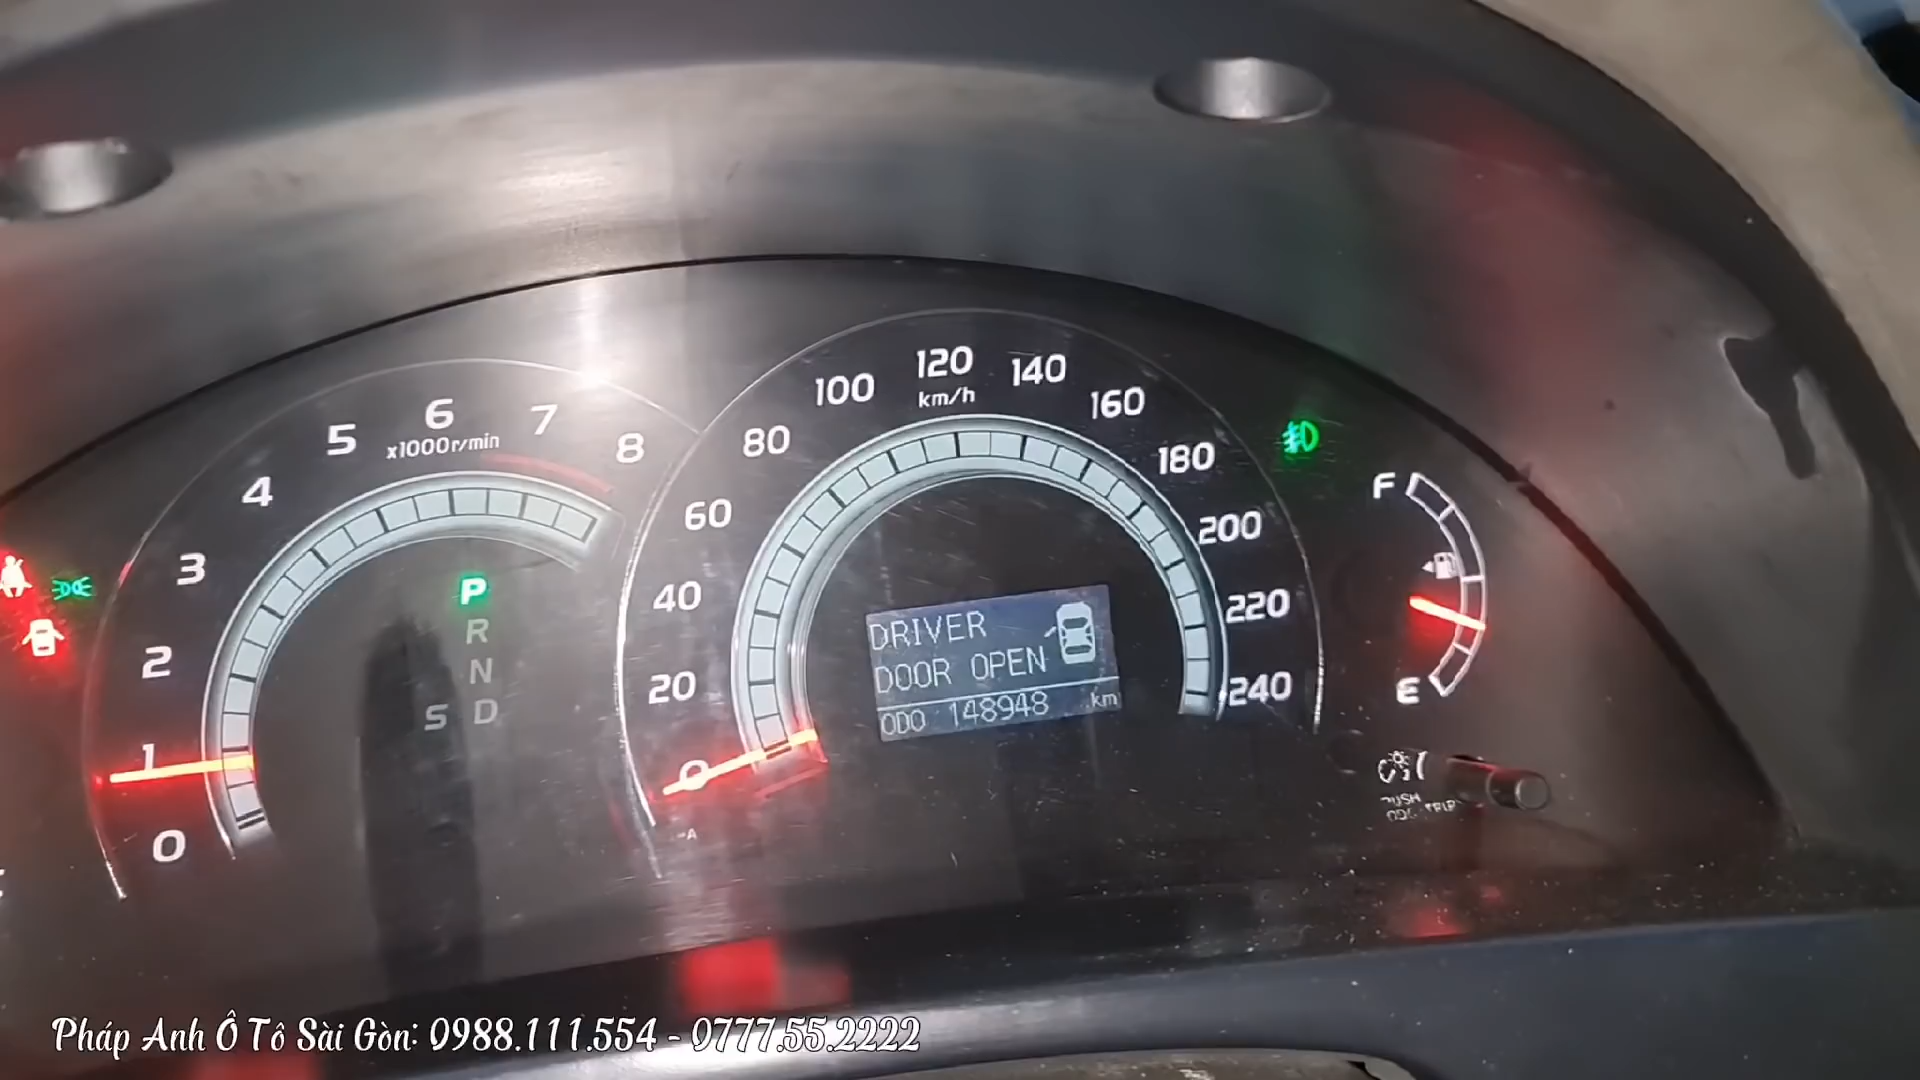 0
1
2
3
4
5
6
7
8
x1000r/min
P
R
N
S D
0
20
40
60
80
100
120
140
160
180
200
220
240
km/h
DRIVER
DOOR OPEN
ODO 148948 km
F
E
PUSH
ODO/TRIP
Pháp Anh Ô Tô Sài Gòn: 0988.111.554 - 0777.55.2222